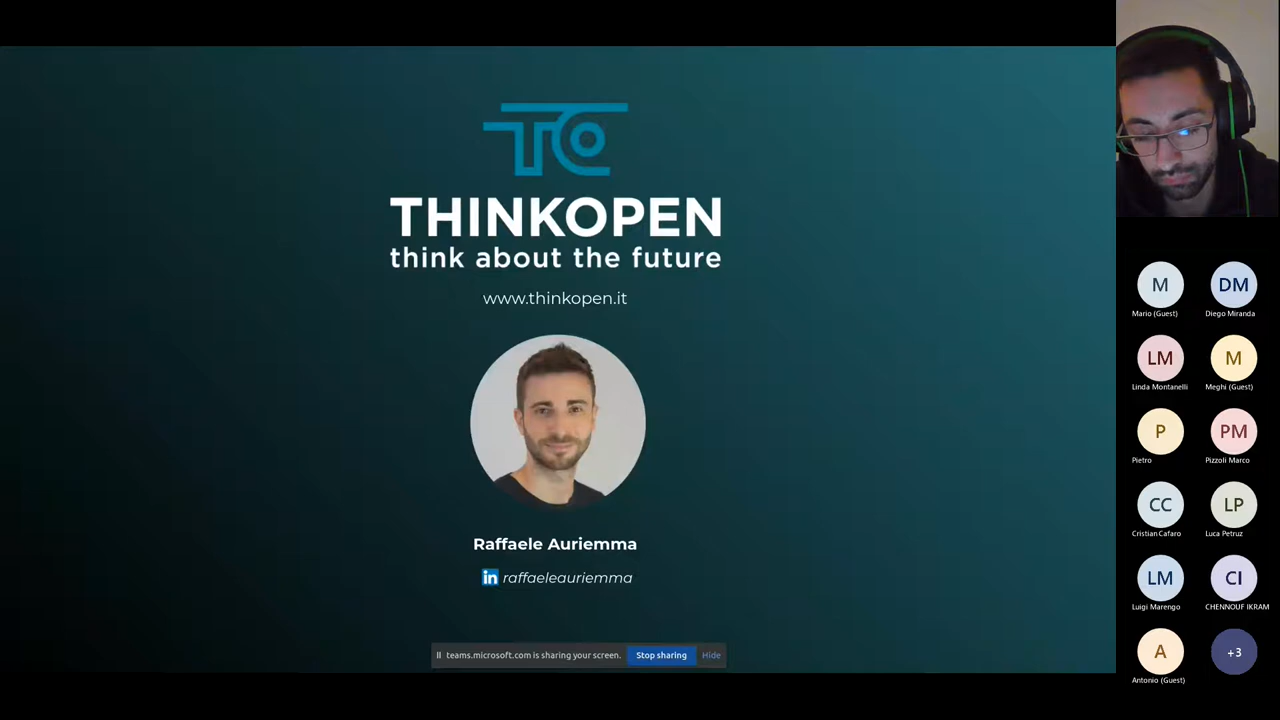 TC
THINKOPEN
think about the future
www.thinkopen.it
Raffaele Auriemma
in raffaeleauriemma
teams.microsoft.com is sharing your screen. Stop sharing Hide
M DM
Mario (Guest) Diego Miranda
LM M
Linda Montanelli Meghi (Guest)
P PM
Pietro Pizzoli Marco
CC LP
Cristian Cafaro Luca Petruz
LM CI
Luigi Marengo CHENNOUF IKRAM
A +3
Antonio (Guest)